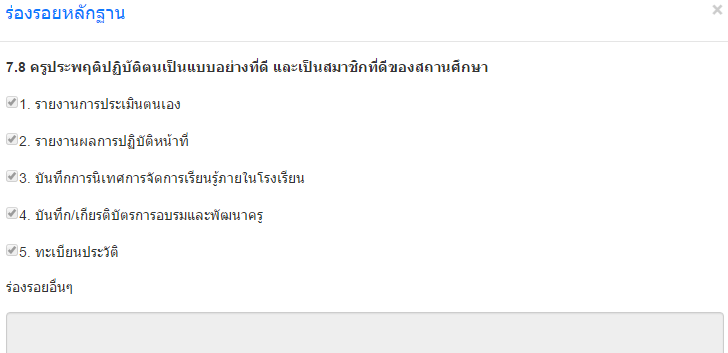 ร่องรอยหลักฐาน
×
7.8 ครูประพฤติปฏิบัติตนเป็นแบบอย่างที่ดี และเป็นสมาชิกที่ดีของสถานศึกษา
1. รายงานการประเมินตนเอง
2. รายงานผลการปฏิบัติหน้าที่
3. บันทึกการนิเทศการจัดการเรียนรู้ภายในโรงเรียน
4. บันทึก/เกียรติบัตรการอบรมและพัฒนาครู
5. ทะเบียนประวัติ
ร่องรอยอื่นๆ